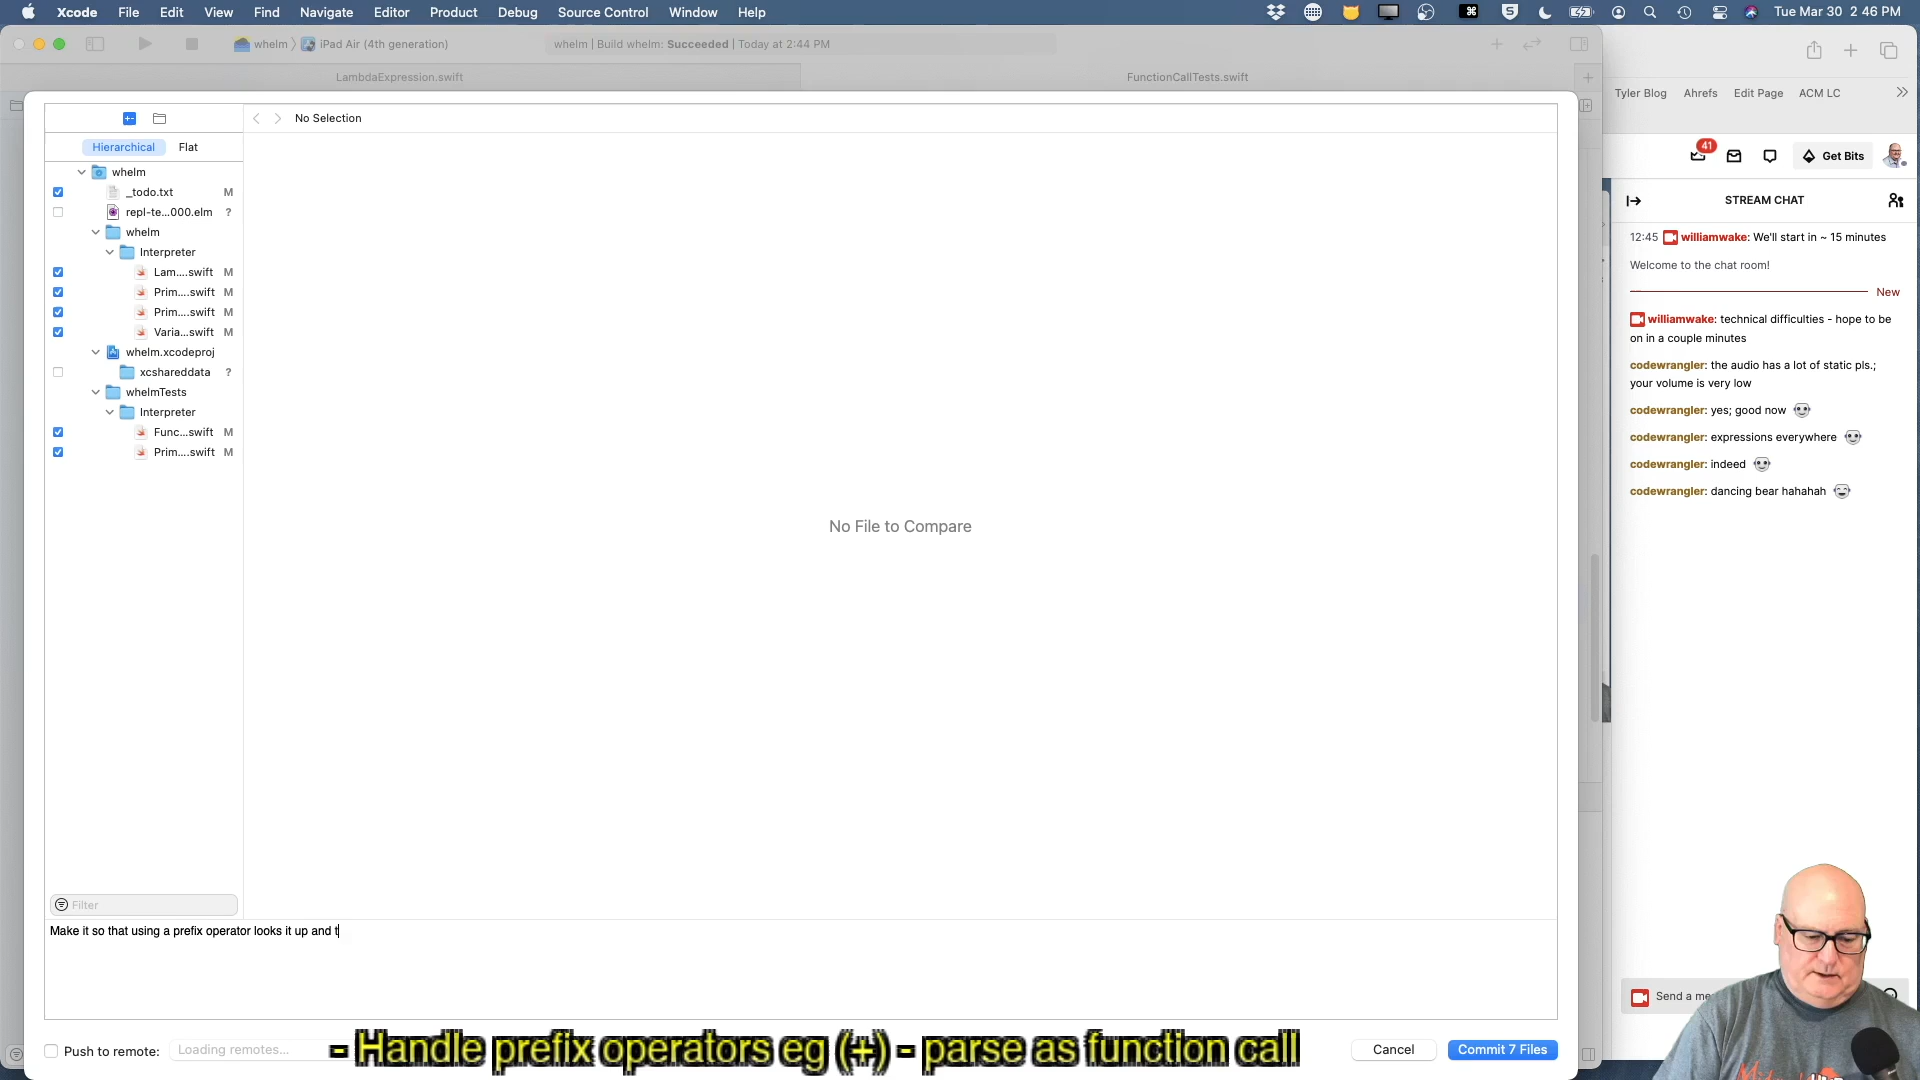 Xcode File Edit View Find Navigate Editor Product Debug Source Control Window Help Tue Mar 30 2 46 PM
whelm iPad Air (4th generation) whelm | Build whelm: Succeeded | Today at 2:44 PM
LambdaExpression.swift FunctionCallTests.swift
Tyler Blog Ahrefs Edit Page ACM LC
No Selection
Hierarchical Flat
whelm
_todo.txt M
repl-te...000.elm ?
whelm
Interpreter
Lam....swift M
Prim....swift M
Prim....swift M
Varia...swift M
whelm.xcodeproj
xcshareddata ?
whelmTests
Interpreter
Func...swift M
Prim....swift M
No File to Compare
Filter
Make it so that using a prefix operator looks it up and t
Push to remote: Loading remotes...
- Handle prefix operators eg (+) - parse as function call
Cancel Commit 7 Files
41
Get Bits
STREAM CHAT
12:45 williamwake: We'll start in ~ 15 minutes
Welcome to the chat room!
New
williamwake: technical difficulties - hope to be
on in a couple minutes
codewrangler: the audio has a lot of static pls.;
your volume is very low
codewrangler: yes; good now
codewrangler: expressions everywhere
codewrangler: indeed
codewrangler: dancing bear hahahah
Send a